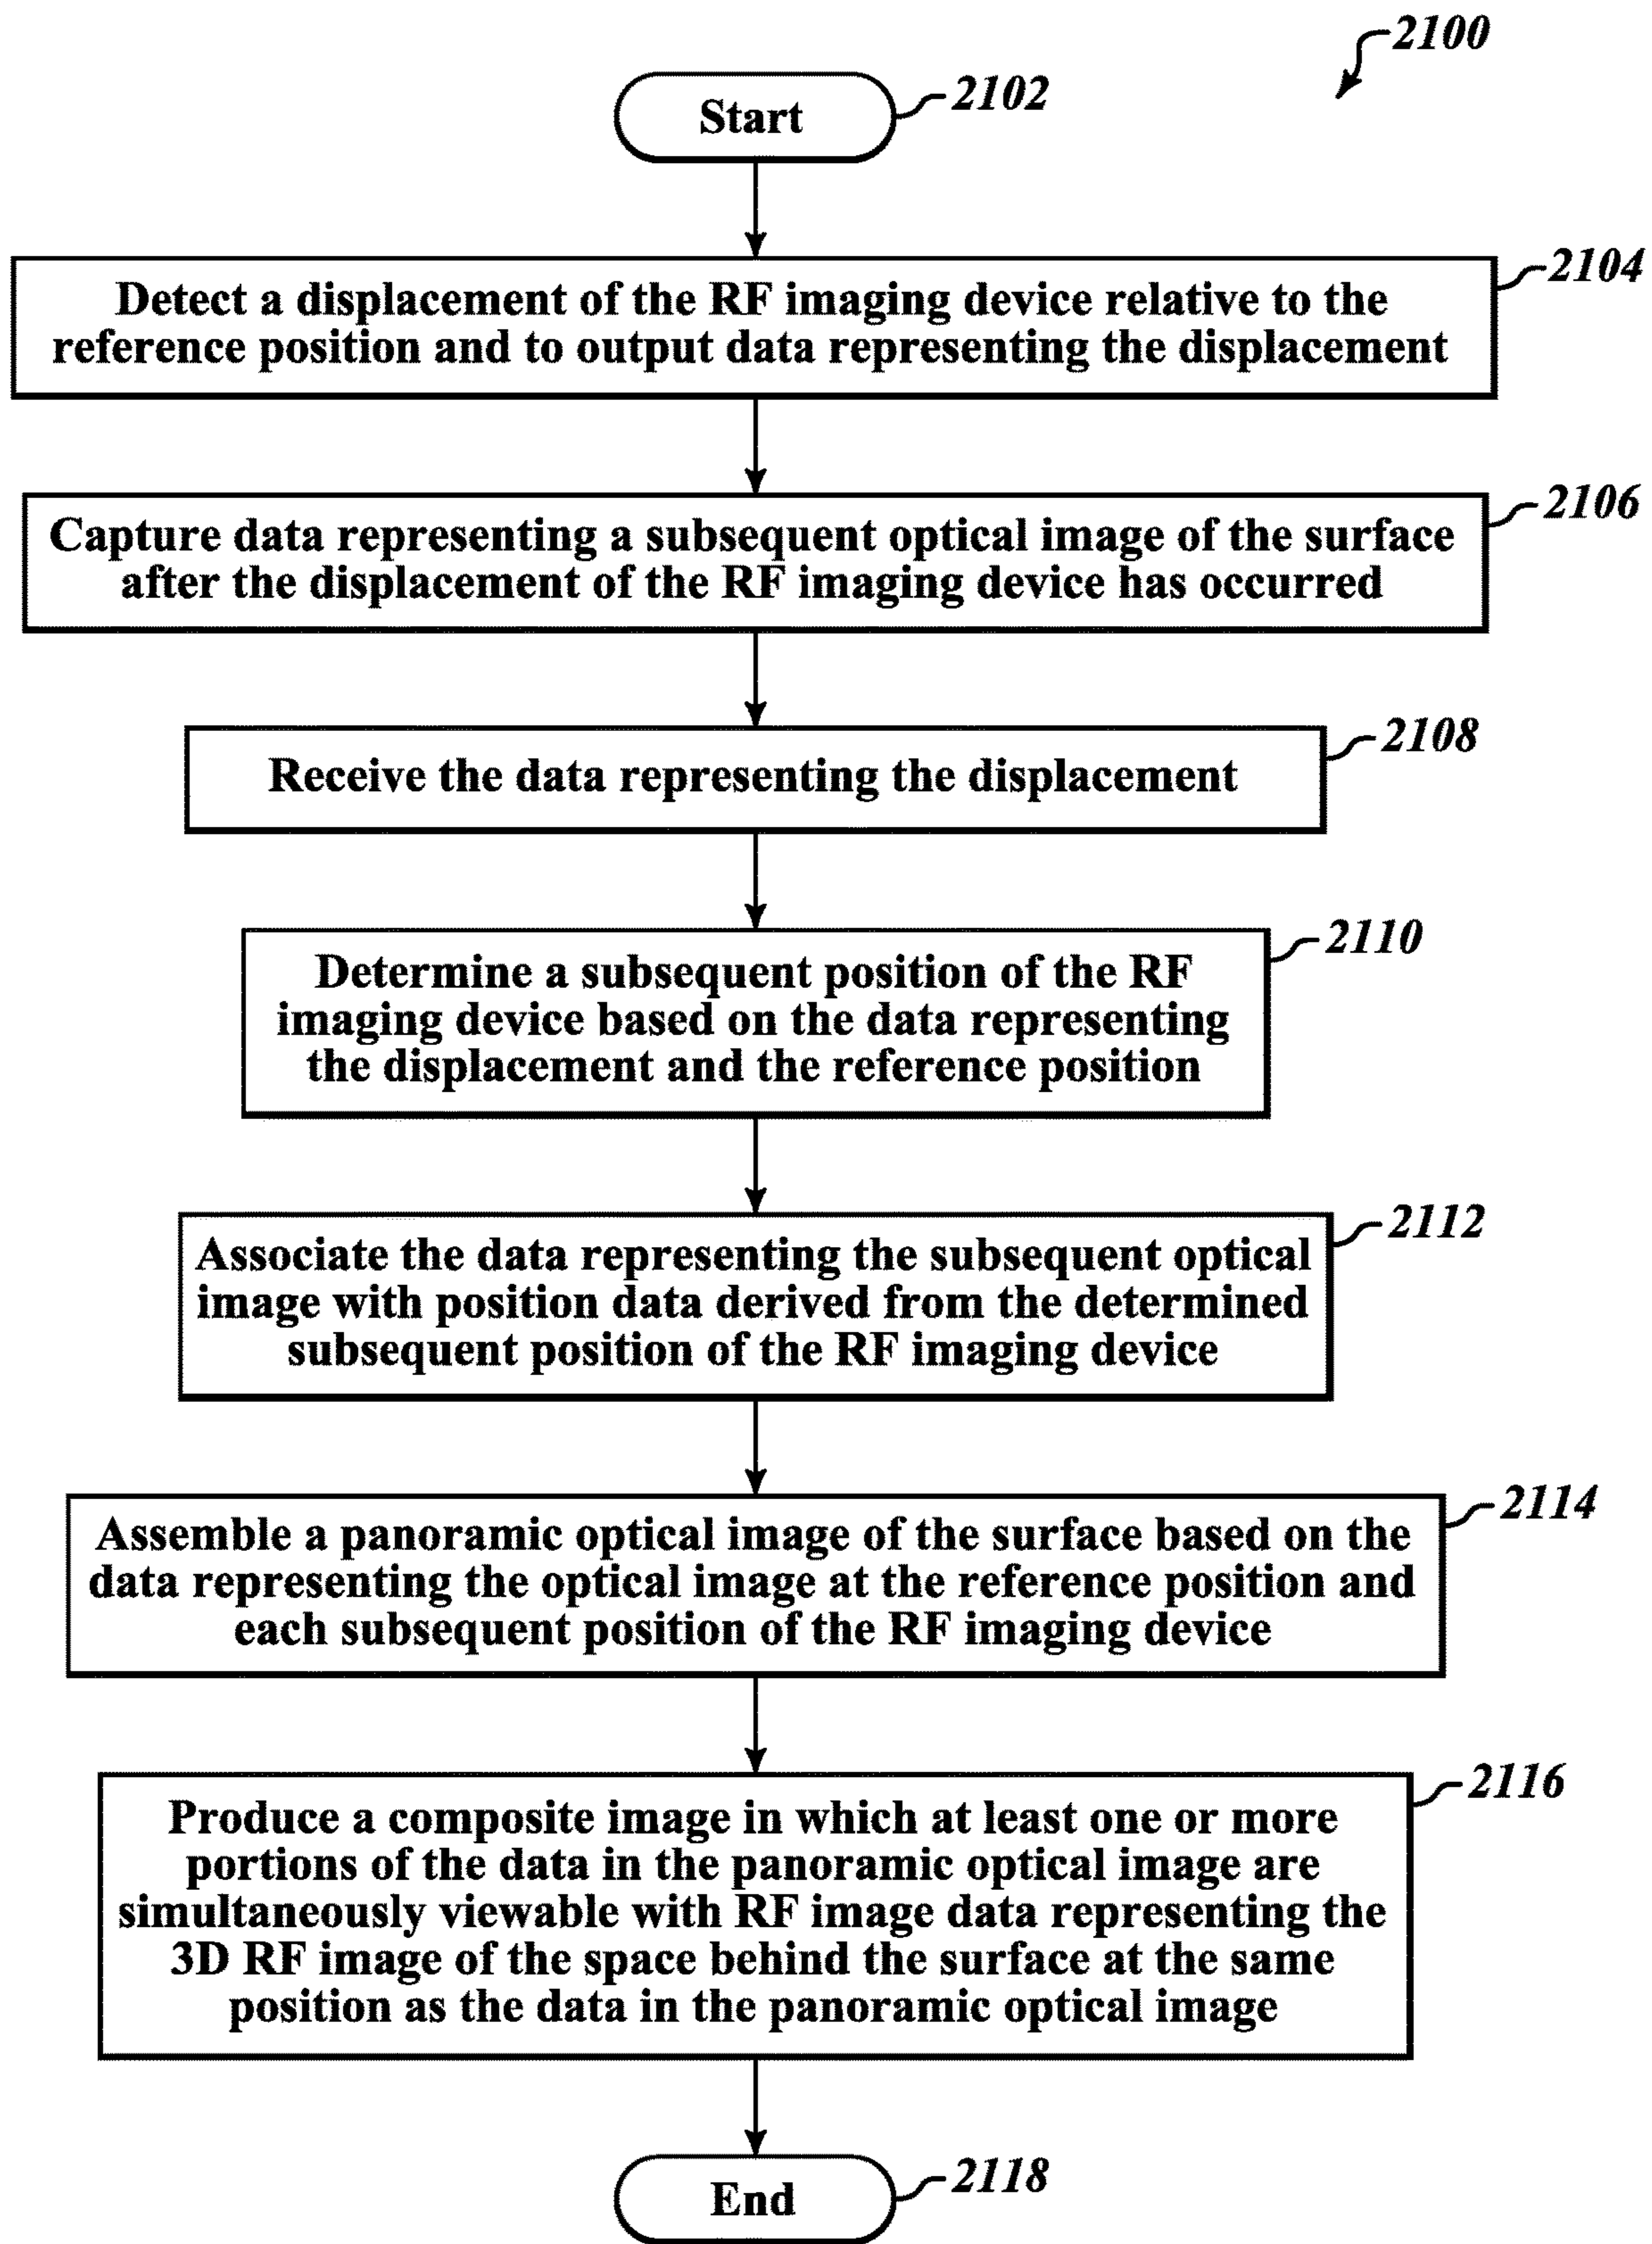 2100
Start
2102
2104
Detect a displacement of the RF imaging device relative to the
reference position and to output data representing the displacement
2106
Capture data representing a subsequent optical image of the surface
after the displacement of the RF imaging device has occurred
2108
Receive the data representing the displacement
2110
Determine a subsequent position of the RF
imaging device based on the data representing
the displacement and the reference position
2112
Associate the data representing the subsequent optical
image with position data derived from the determined
subsequent position of the RF imaging device
2114
Assemble a panoramic optical image of the surface based on the
data representing the optical image at the reference position and
each subsequent position of the RF imaging device
2116
Produce a composite image in which at least one or more
portions of the data in the panoramic optical image are
simultaneously viewable with RF image data representing the
3D RF image of the space behind the surface at the same
position as the data in the panoramic optical image
End
2118